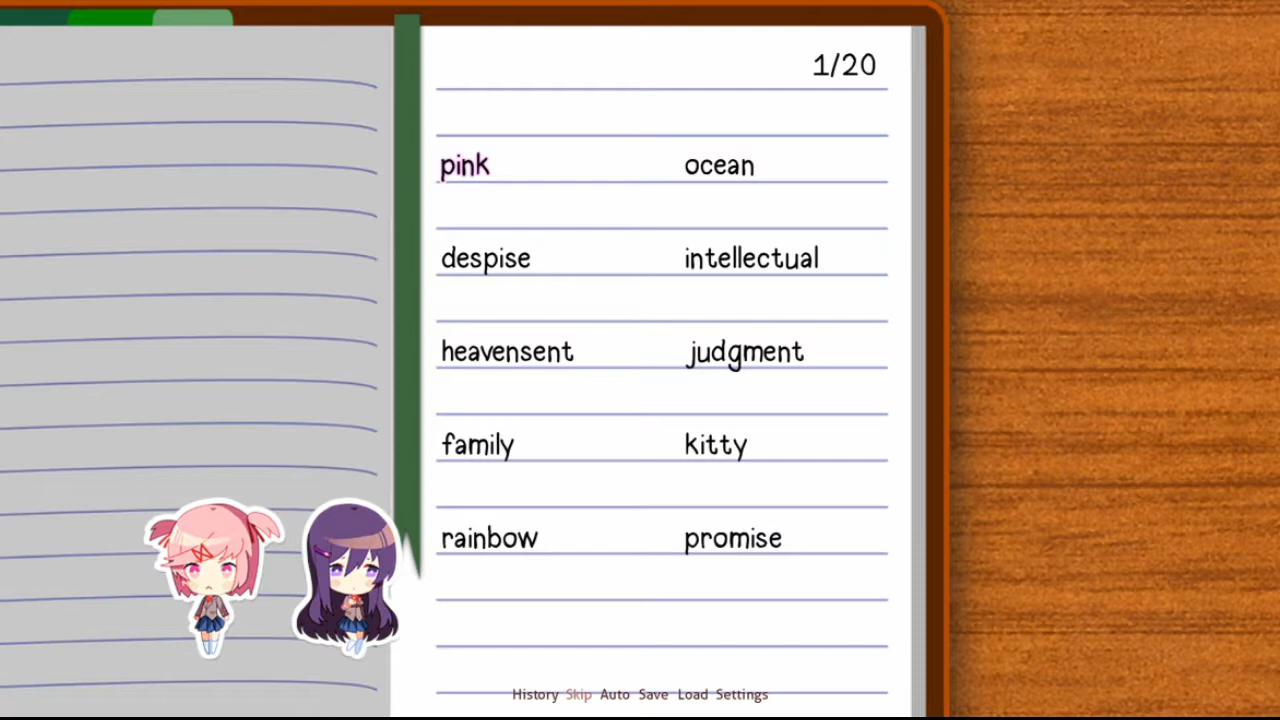 1/20
pink ocean
despise intellectual
heavensent judgment
family kitty
rainbow promise
History Skip Auto Save Load Settings